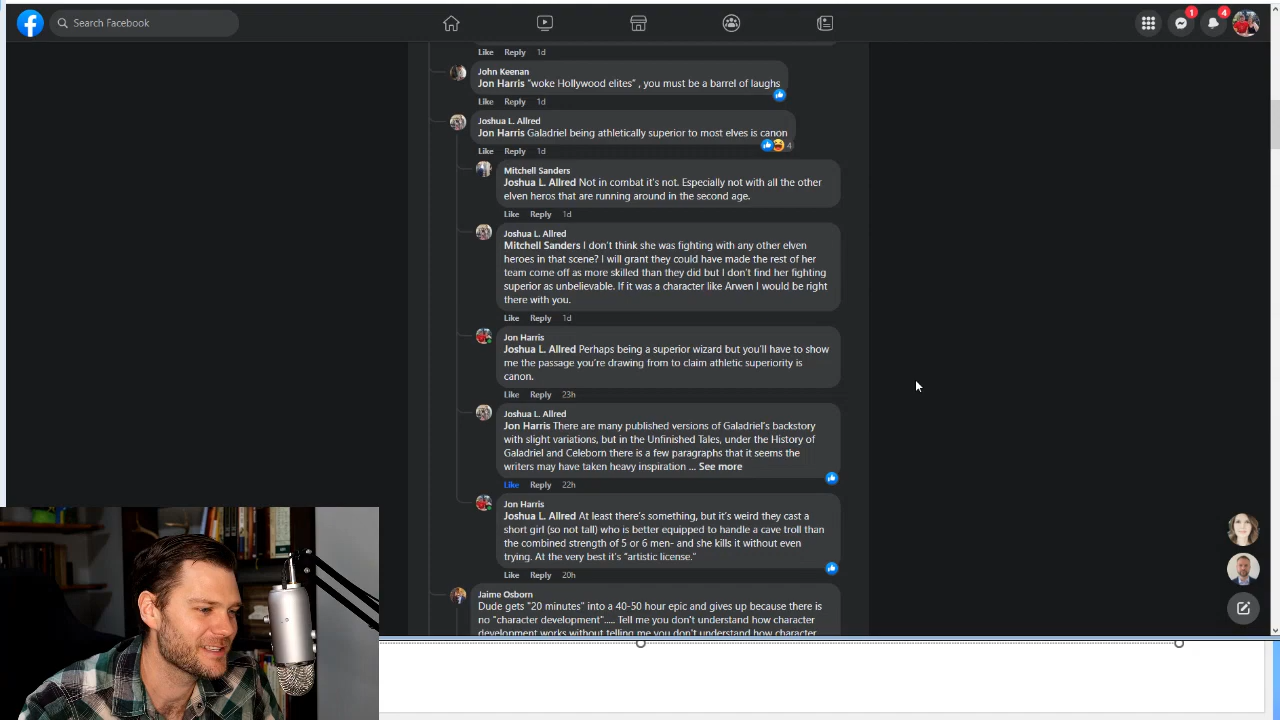 Search Facebook
1
4
Like Reply 1d
John Keenan
Jon Harris "woke Hollywood elites" , you must be a barrel of laughs
Like Reply 1d
Joshua L. Allred
Jon Harris Galadriel being athletically superior to most elves is canon
4
Like Reply 1d
Mitchell Sanders
Joshua L. Allred Not in combat it's not. Especially not with all the other
elven heros that are running around in the second age.
Like Reply 1d
Joshua L. Allred
Mitchell Sanders I don't think she was fighting with any other elven
heroes in that scene? I will grant they could have made the rest of her
team come off as more skilled than they did but I don't find her fighting
superior as unbelievable. If it was a character like Arwen I would be right
there with you.
Like Reply 1d
Jon Harris
Joshua L. Allred Perhaps being a superior wizard but you'll have to show
me the passage you're drawing from to claim athletic superiority is
canon.
Like Reply 23h
Joshua L. Allred
Jon Harris There are many published versions of Galadriel's backstory
with slight variations, but in the Unfinished Tales, under the History of
Galadriel and Celeborn there is a few paragraphs that it seems the
writers may have taken heavy inspiration ... See more
Like Reply 22h
Jon Harris
Joshua L. Allred At least there's something, but it's weird they cast a
short girl (so not tall) who is better equipped to handle a cave troll than
the combined strength of 5 or 6 men- and she kills it without even
trying. At the very best it's "artistic license."
Like Reply 20h
Jaime Osborn
Dude gets "20 minutes" into a 40-50 hour epic and gives up because there is
no "character development"..... Tell me you don't understand how character
development works without telling me you don't understand how character